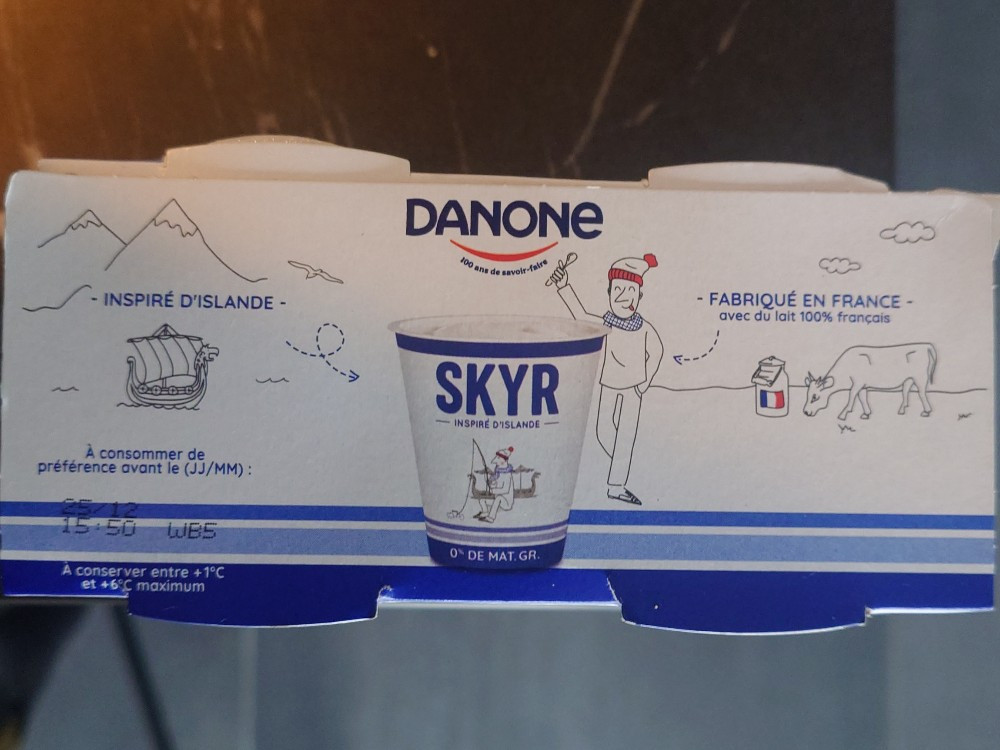 DANONE
100 ans de savoir-faire
- INSPIRÉ D'ISLANDE -
- FABRIQUÉ EN FRANCE -
avec du lait 100% français
SKYR
INSPIRÉ D'ISLANDE
0% DE MAT. GR.
À consommer de
préférence avant le (JJ/MM) :
25/12
15:50 WB5
À conserver entre +1°C
et +6°C maximum